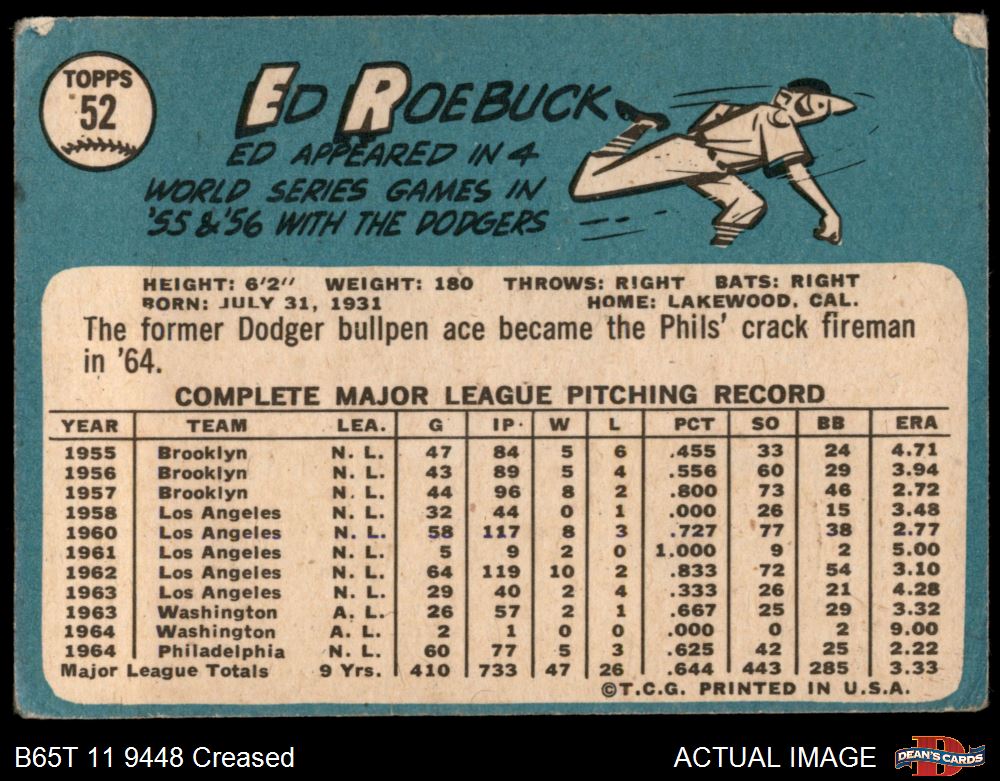 TOPPS
52
ED ROEBUCK
ED APPEARED IN 4
WORLD SERIES GAMES IN
'55 & '56 WITH THE DODGERS
HEIGHT: 6'2" WEIGHT: 180 THROWS: RIGHT BATS: RIGHT
BORN: JULY 31, 1931 HOME: LAKEWOOD, CAL.
The former Dodger bullpen ace became the Phils' crack fireman
in '64.
COMPLETE MAJOR LEAGUE PITCHING RECORD
YEAR TEAM LEA. G IP. W L PCT SO BB ERA
1955 Brooklyn N. L. 47 84 5 6 .455 33 24 4.71
1956 Brooklyn N. L. 43 89 5 4 .556 60 29 3.94
1957 Brooklyn N. L. 44 96 8 2 .800 73 46 2.72
1958 Los Angeles N. L. 32 44 0 1 .000 26 15 3.48
1960 Los Angeles N. L. 58 117 8 3 .727 77 38 2.77
1961 Los Angeles N. L. 5 9 2 0 1.000 9 2 5.00
1962 Los Angeles N. L. 64 119 10 2 .833 72 54 3.10
1963 Los Angeles N. L. 29 40 2 4 .333 26 21 4.28
1963 Washington A. L. 26 57 2 1 .667 25 29 3.32
1964 Washington A. L. 2 1 0 0 .000 0 2 9.00
1964 Philadelphia N. L. 60 77 5 3 .625 42 25 2.22
Major League Totals 9 Yrs. 410 733 47 26 .644 443 285 3.33
©T.C.G. PRINTED IN U.S.A.
B65T 11 9448 Creased ACTUAL IMAGE
DEAN'S CARDS